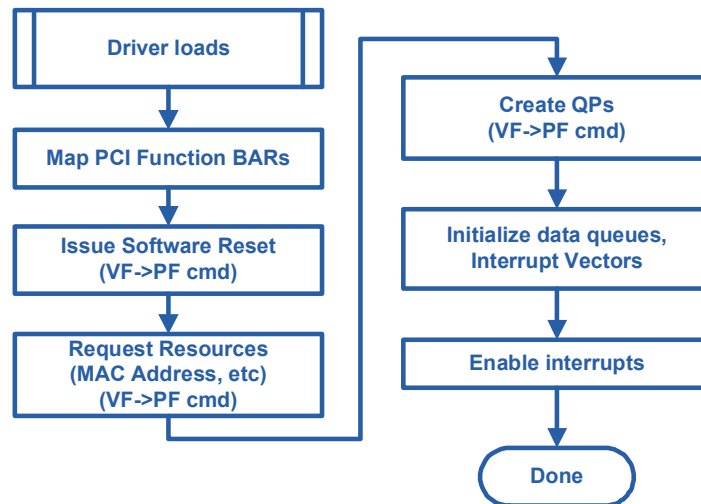 Driver loads
Map PCI Function BARs
Issue Software Reset
(VF->PF cmd)
Request Resources
(MAC Address, etc)
(VF->PF cmd)
Create QPs
(VF->PF cmd)
Initialize data queues,
Interrupt Vectors
Enable interrupts
Done